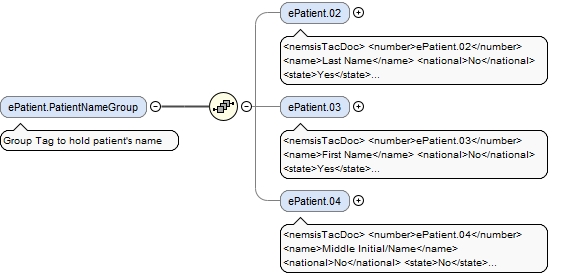 ePatient.02
<nemsisTacDoc> <number>ePatient.02</number>
<name>Last Name</name> <national>No</national>
<state>Yes</state>...
ePatient.PatientNameGroup
Group Tag to hold patient's name
ePatient.03
<nemsisTacDoc> <number>ePatient.03</number>
<name>First Name</name> <national>No</national>
<state>Yes</state>...
ePatient.04
<nemsisTacDoc> <number>ePatient.04</number>
<name>Middle Initial/Name</name>
<national>No</national> <state>No</state>...